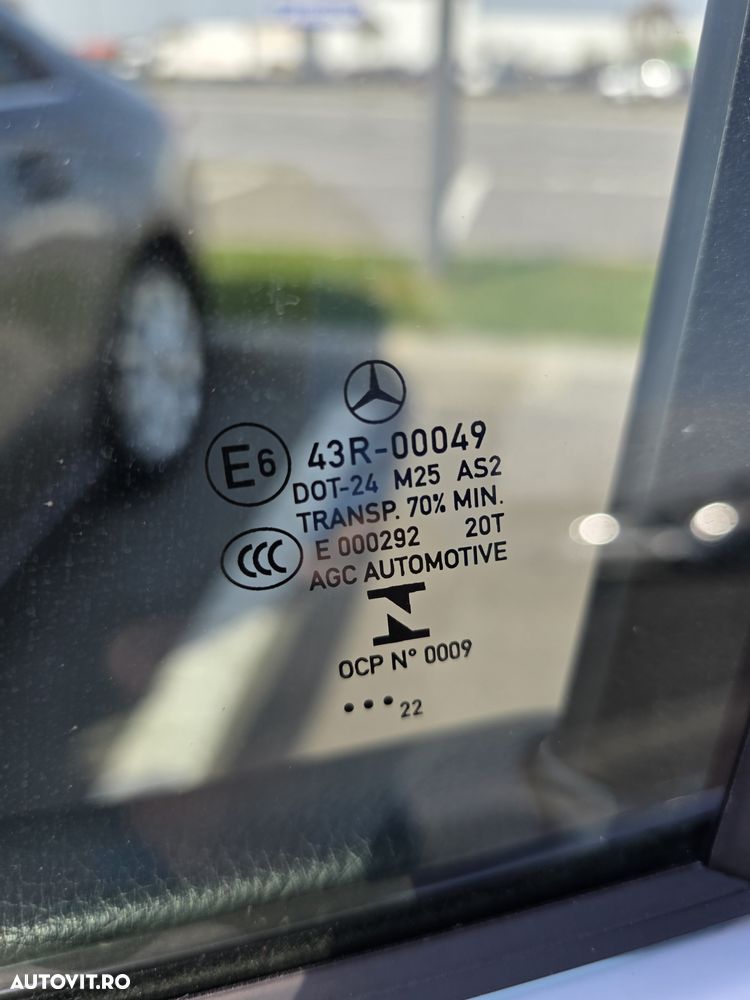 E6 43R-00049
DOT-24 M25 AS2
TRANSP. 70% MIN.
CCC E 000292 20T
AGC AUTOMOTIVE
OCP N° 0009
••• 22
AUTOVIT.RO